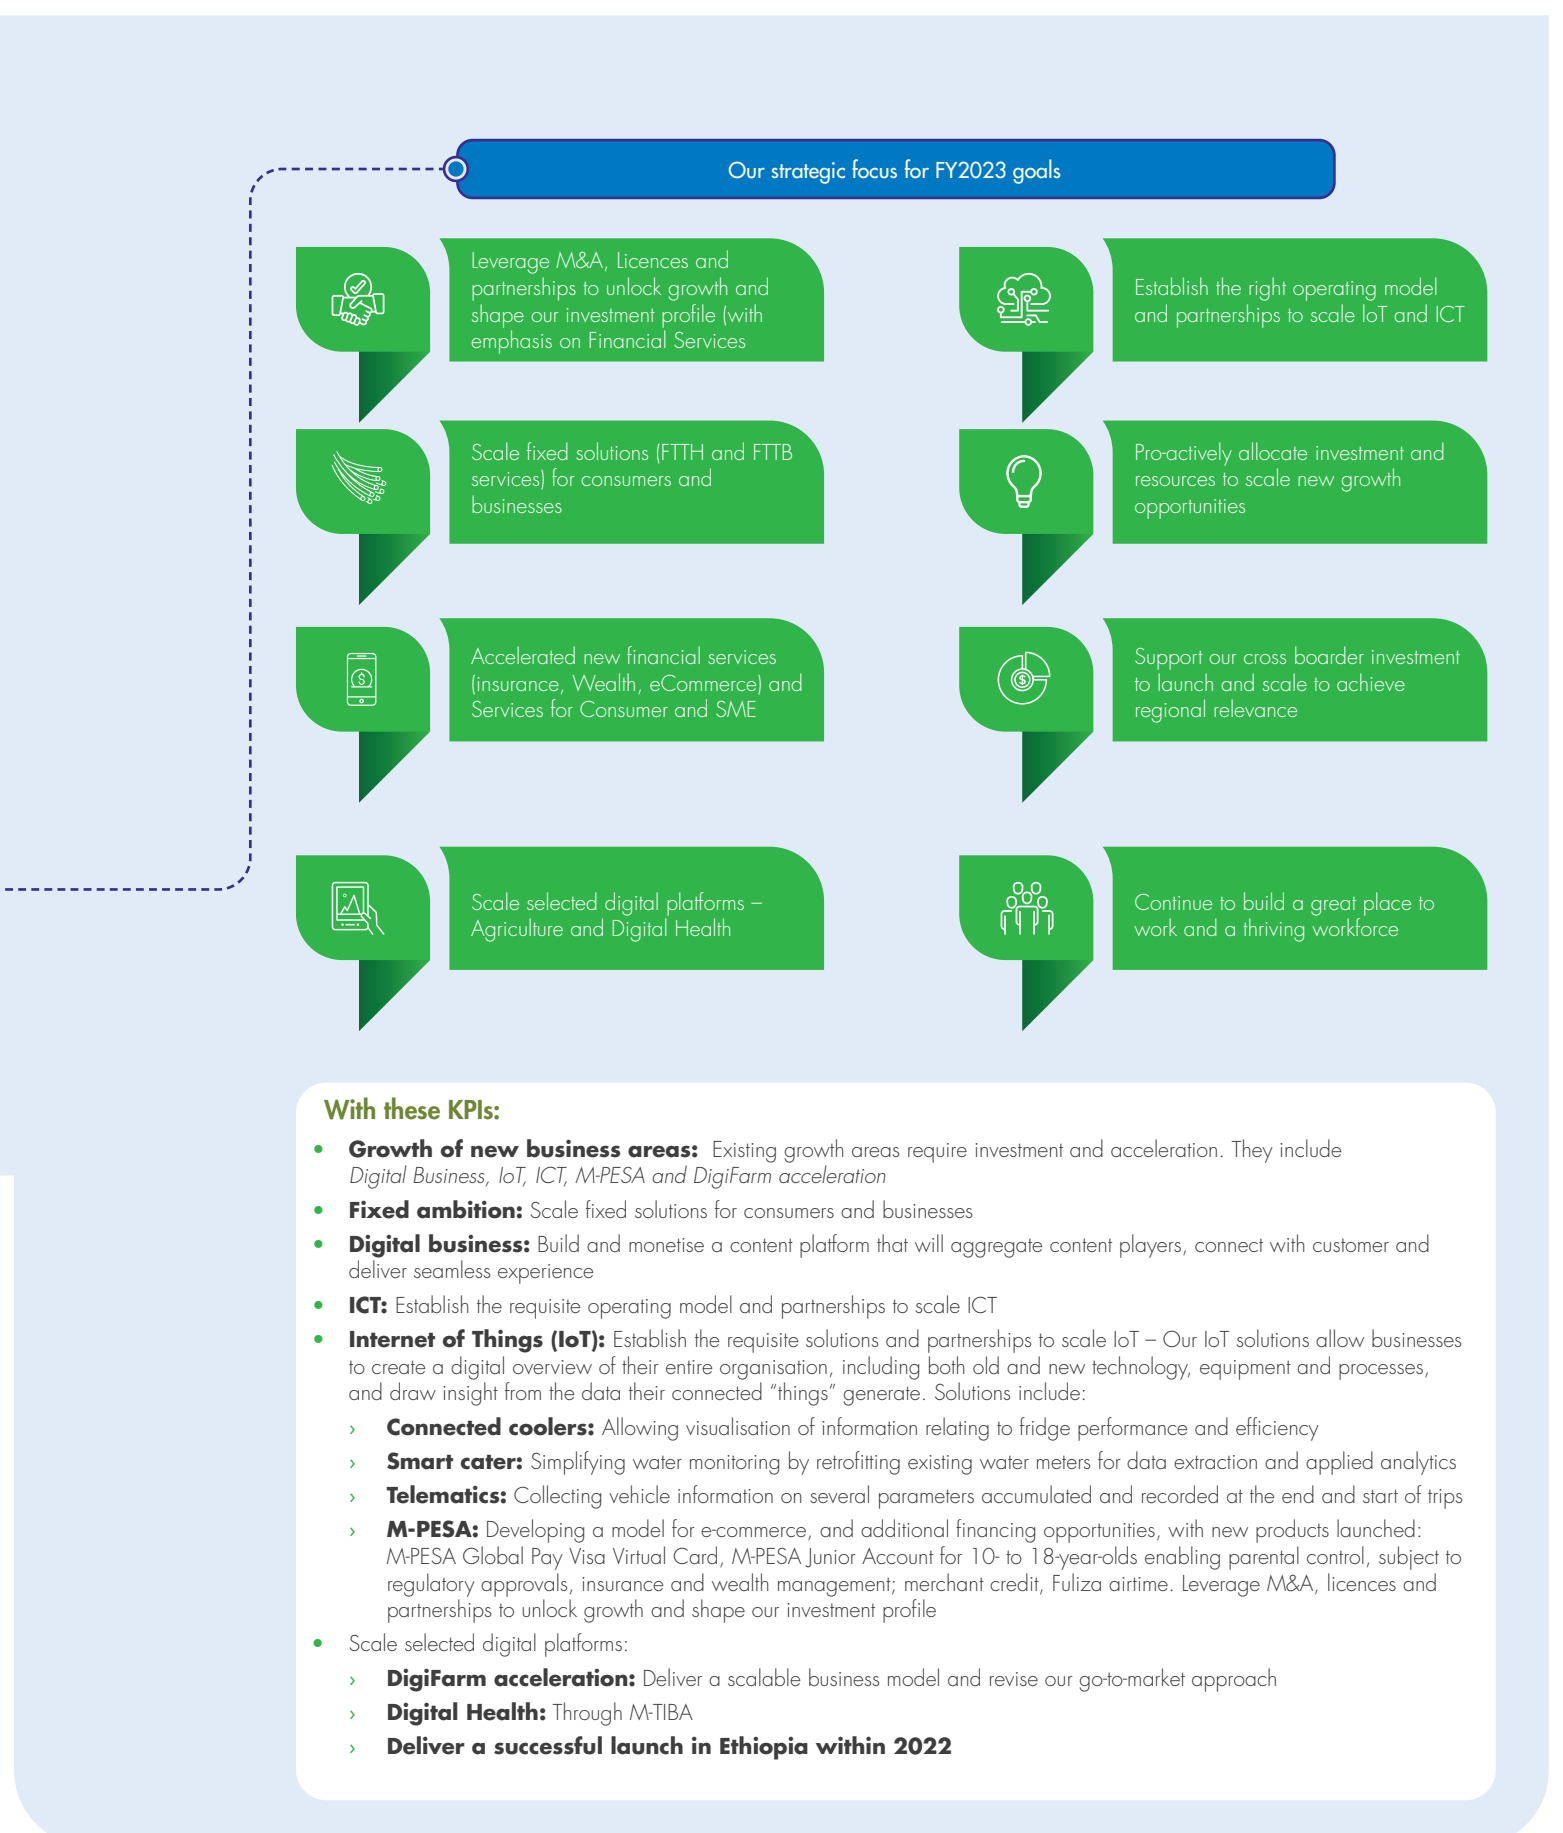 Our strategic focus for FY2023 goals
Leverage M&A, Licences and
partnerships to unlock growth and
shape our investment profile (with
emphasis on Financial Services
Establish the right operating model
and partnerships to scale IoT and ICT
Scale fixed solutions (FTTH and FTTB
services) for consumers and
businesses
Pro-actively allocate investment and
resources to scale new growth
opportunities
Accelerated new financial services
(insurance, Wealth, eCommerce) and
Services for Consumer and SME
Support our cross boarder investment
to launch and scale to achieve
regional relevance
Scale selected digital platforms –
Agriculture and Digital Health
Continue to build a great place to
work and a thriving workforce
With these KPIs:
• Growth of new business areas: Existing growth areas require investment and acceleration. They include
Digital Business, IoT, ICT, M-PESA and DigiFarm acceleration
• Fixed ambition: Scale fixed solutions for consumers and businesses
• Digital business: Build and monetise a content platform that will aggregate content players, connect with customer and
deliver seamless experience
• ICT: Establish the requisite operating model and partnerships to scale ICT
• Internet of Things (IoT): Establish the requisite solutions and partnerships to scale IoT – Our IoT solutions allow businesses
to create a digital overview of their entire organisation, including both old and new technology, equipment and processes,
and draw insight from the data their connected “things” generate. Solutions include:
› Connected coolers: Allowing visualisation of information relating to fridge performance and efficiency
› Smart cater: Simplifying water monitoring by retrofitting existing water meters for data extraction and applied analytics
› Telematics: Collecting vehicle information on several parameters accumulated and recorded at the end and start of trips
› M-PESA: Developing a model for e-commerce, and additional financing opportunities, with new products launched:
M-PESA Global Pay Visa Virtual Card, M-PESA Junior Account for 10- to 18-year-olds enabling parental control, subject to
regulatory approvals, insurance and wealth management; merchant credit, Fuliza airtime. Leverage M&A, licences and
partnerships to unlock growth and shape our investment profile
• Scale selected digital platforms:
› DigiFarm acceleration: Deliver a scalable business model and revise our go-to-market approach
› Digital Health: Through M-TIBA
› Deliver a successful launch in Ethiopia within 2022